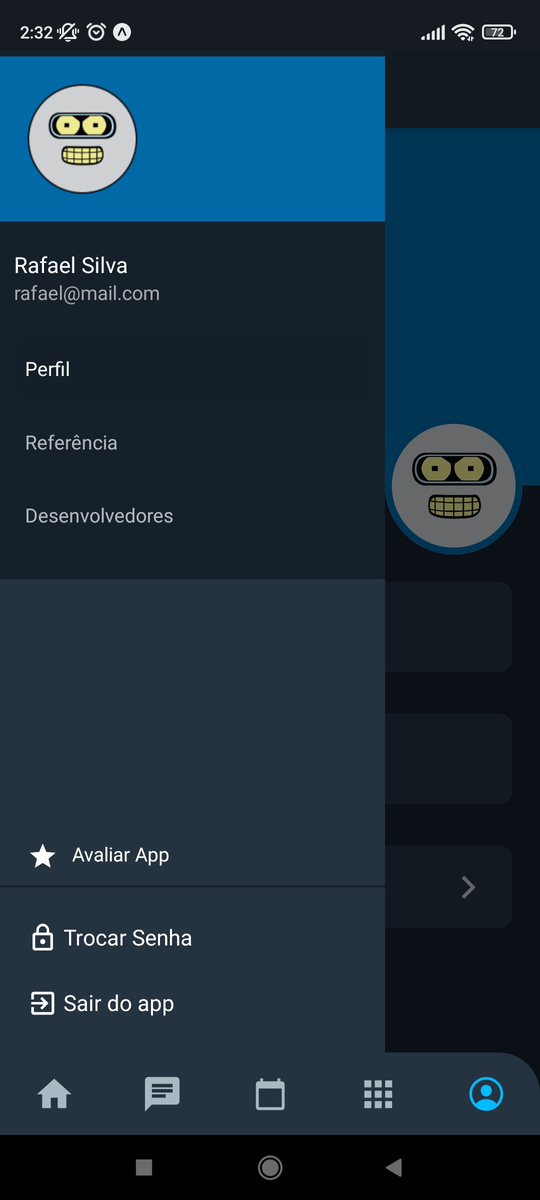 2:32
72
Rafael Silva
rafael@mail.com
Perfil
Referência
Desenvolvedores
Avaliar App
Trocar Senha
Sair do app